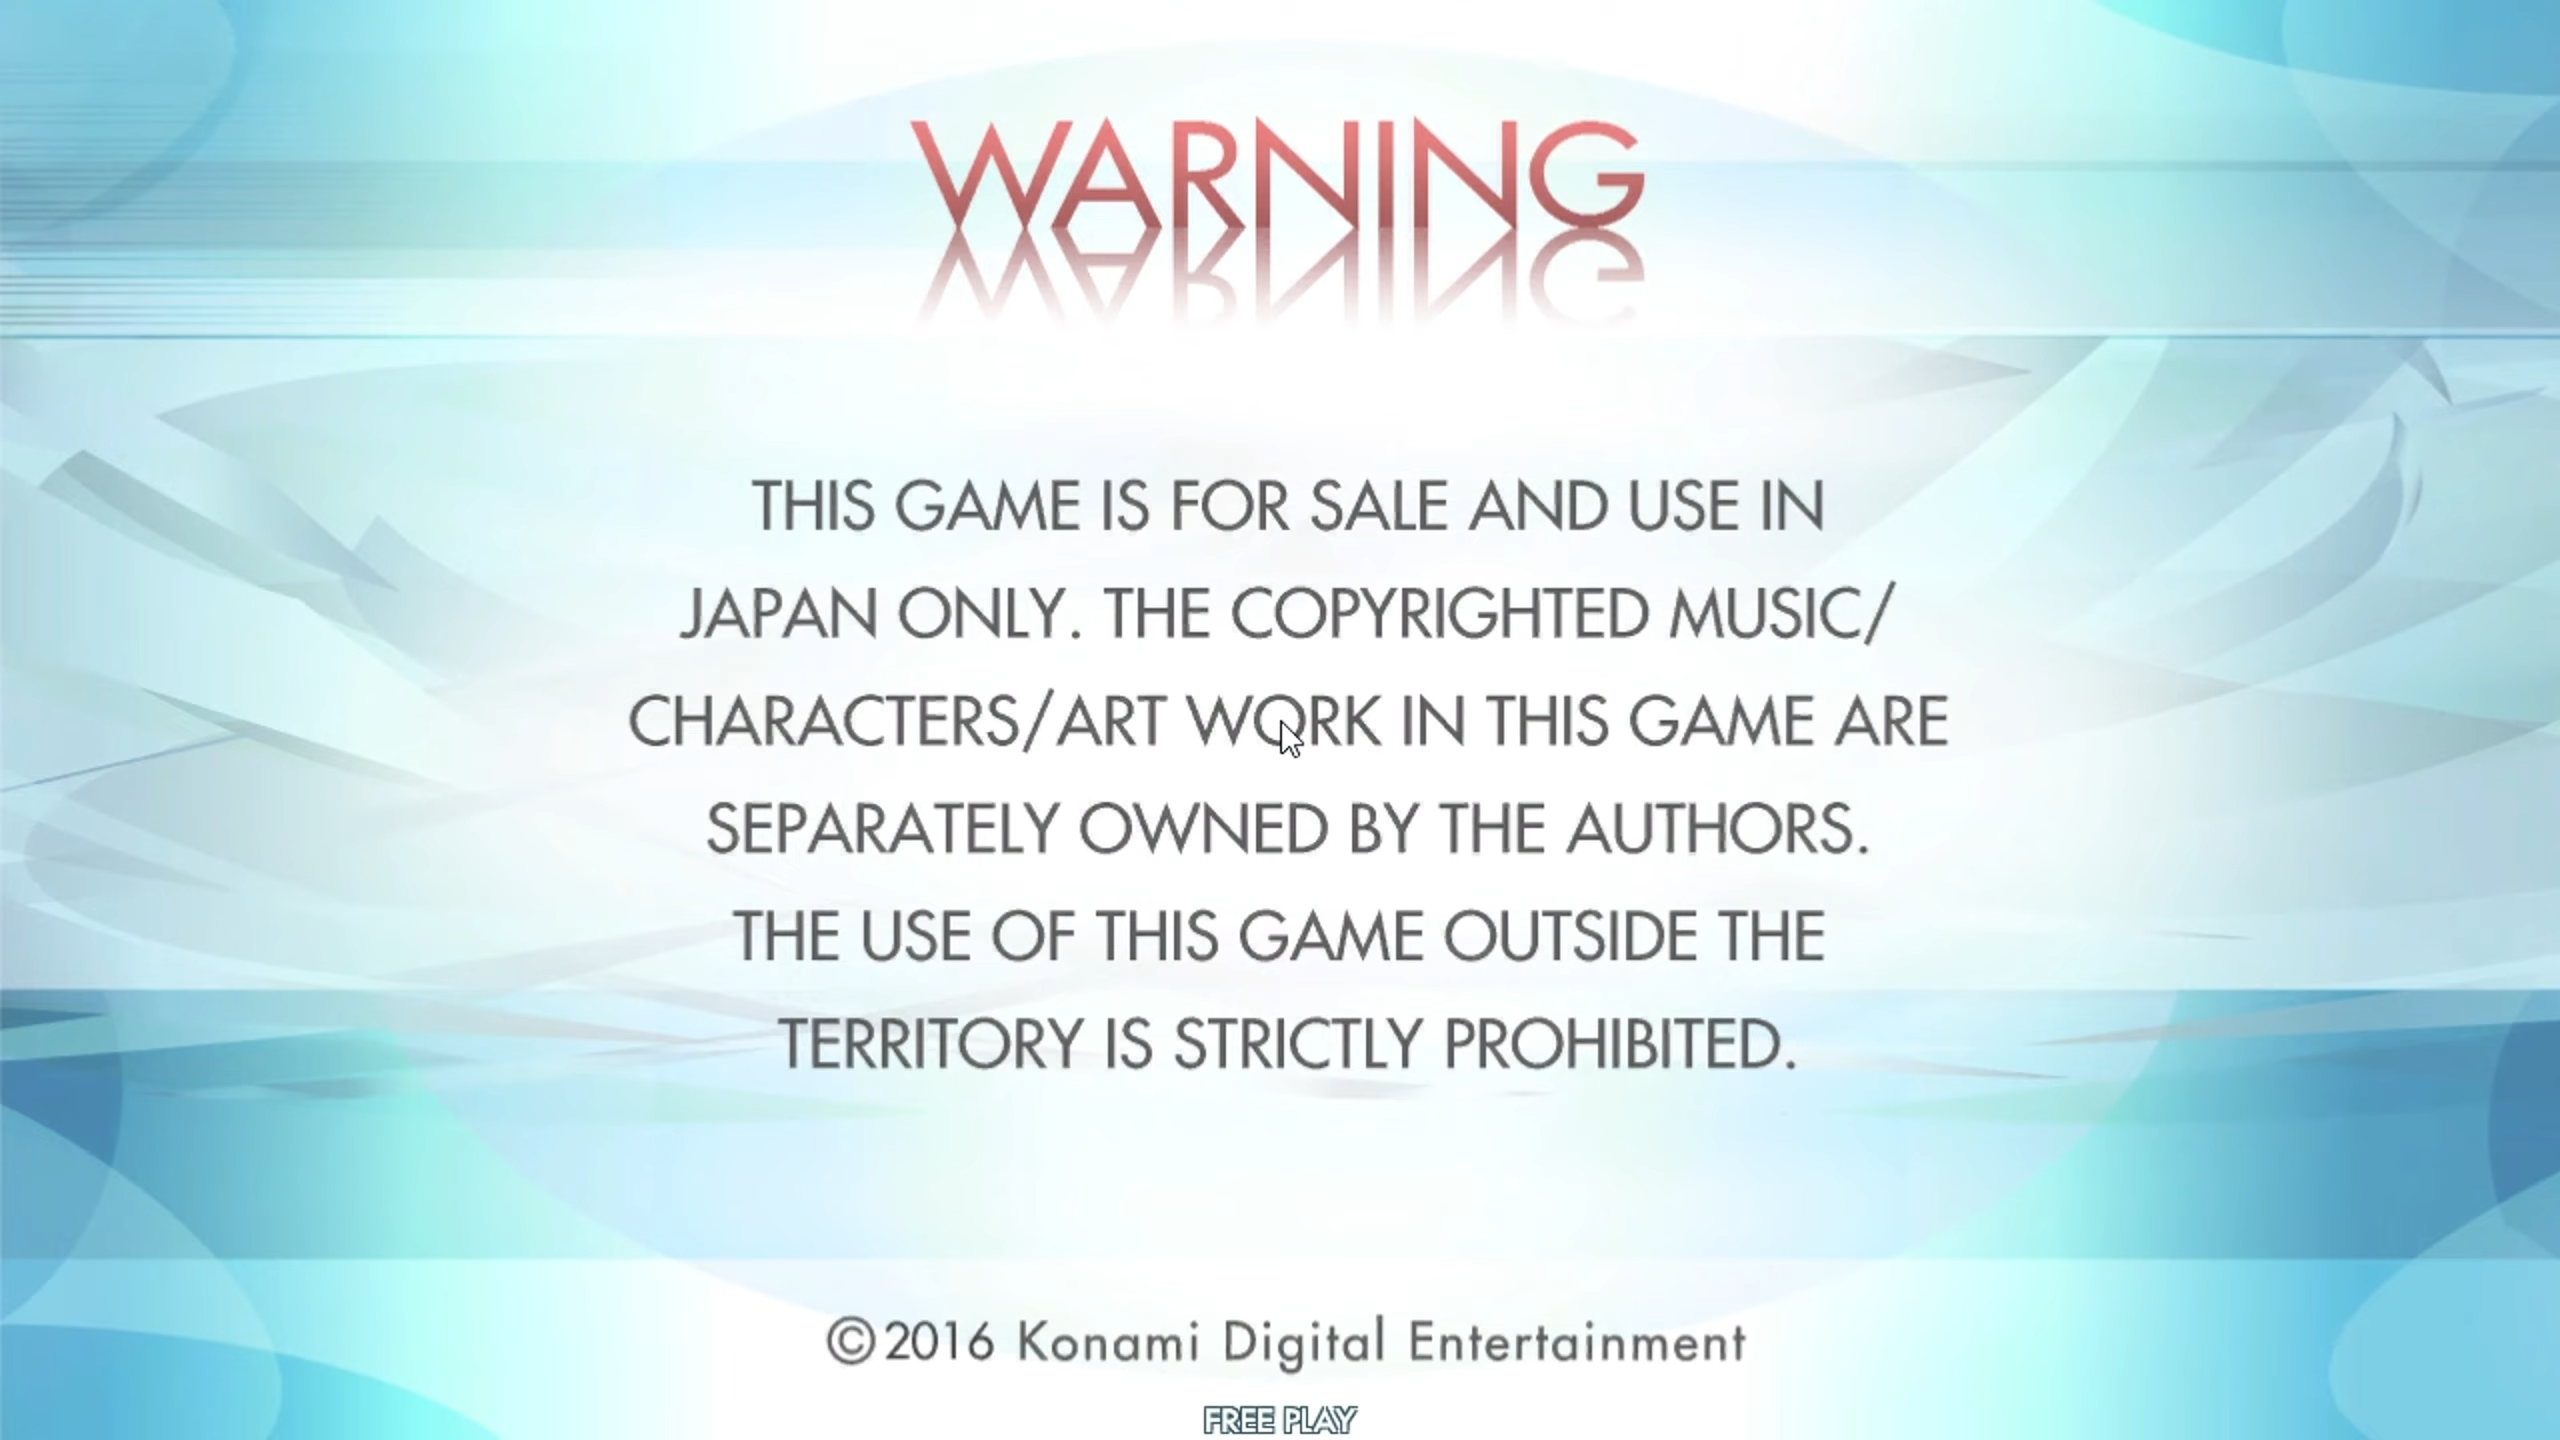 WARNING
THIS GAME IS FOR SALE AND USE IN
JAPAN ONLY. THE COPYRIGHTED MUSIC/
CHARACTERS/ART WORK IN THIS GAME ARE
SEPARATELY OWNED BY THE AUTHORS.
THE USE OF THIS GAME OUTSIDE THE
TERRITORY IS STRICTLY PROHIBITED.
©2016 Konami Digital Entertainment
FREE PLAY